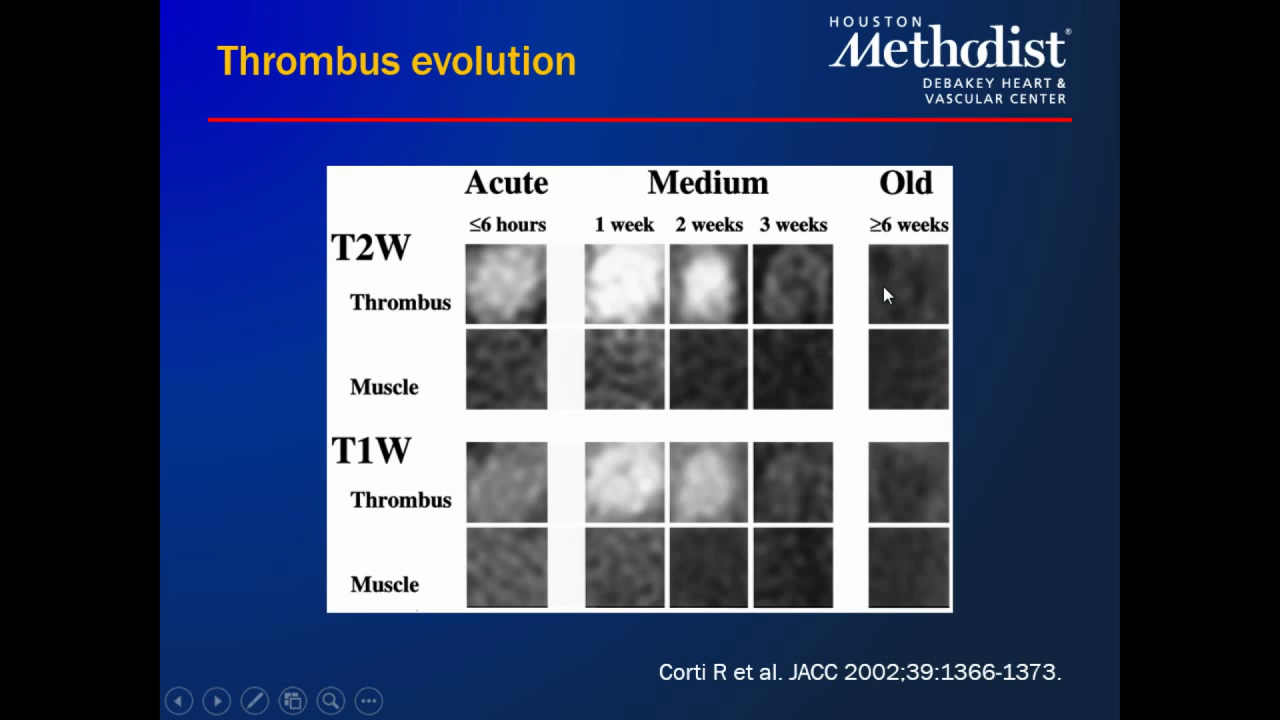 Thrombus evolution
HOUSTON
Methodist®
DEBAKEY HEART &
VASCULAR CENTER
Acute Medium Old
≤6 hours 1 week 2 weeks 3 weeks ≥6 weeks
T2W
Thrombus
Muscle
T1W
Thrombus
Muscle
Corti R et al. JACC 2002;39:1366-1373.